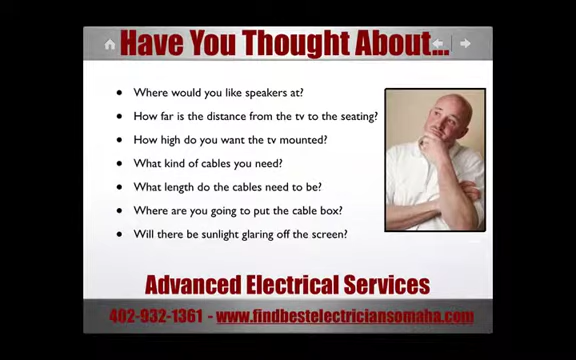 Have You Thought About...
Where would you like speakers at?
How far is the distance from the tv to the seating?
How high do you want the tv mounted?
What kind of cables you need?
What length do the cables need to be?
Where are you going to put the cable box?
Will there be sunlight glaring off the screen?
Advanced Electrical Services
402-932-1361 - www.findbestelectriciansomaha.com